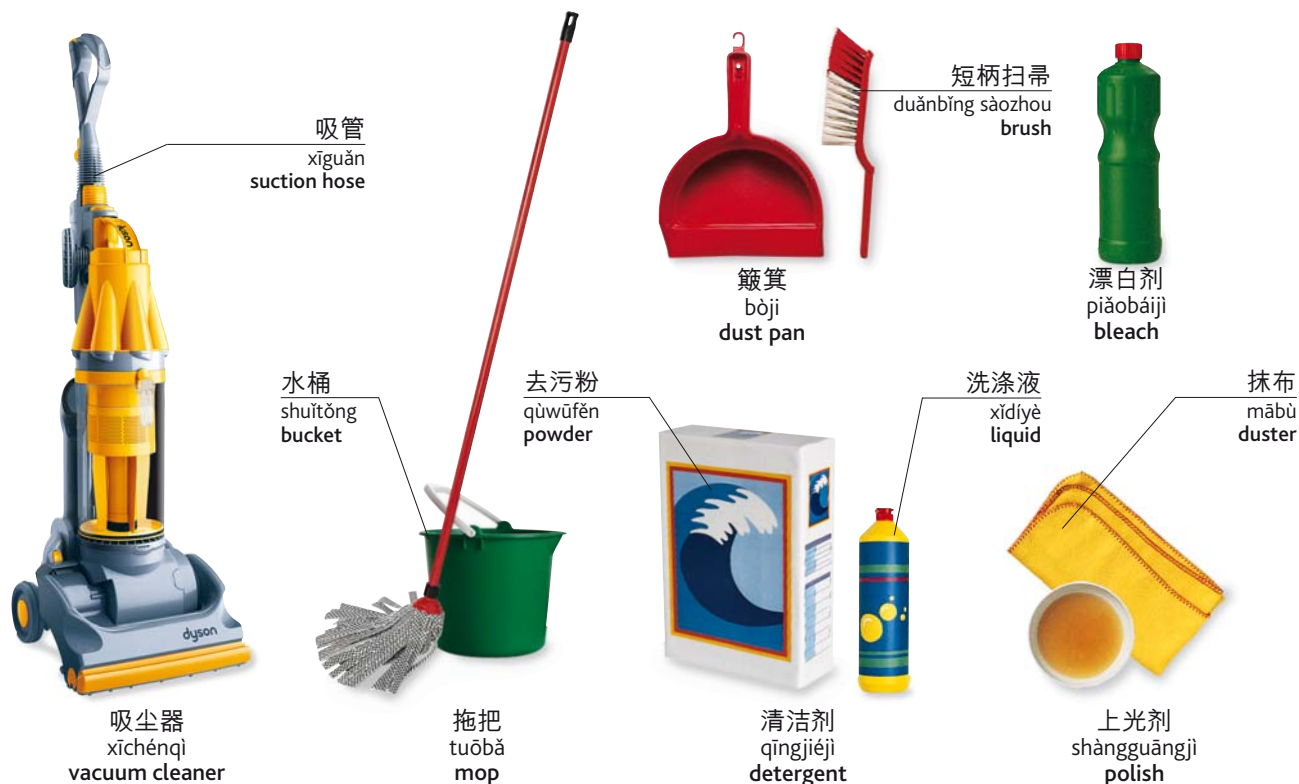 吸管
xīguǎn
suction hose
短柄扫帚
duǎnbǐng sàozhou
brush
簸箕
bòji
dust pan
漂白剂
piǎobáijì
bleach
水桶
shuǐtǒng
bucket
去污粉
qùwūfěn
powder
洗涤液
xǐdíyè
liquid
抹布
mābù
duster
dyson
dyson
吸尘器
xīchénqì
vacuum cleaner
拖把
tuōbǎ
mop
清洁剂
qīngjiéjì
detergent
上光剂
shàngguāngjì
polish